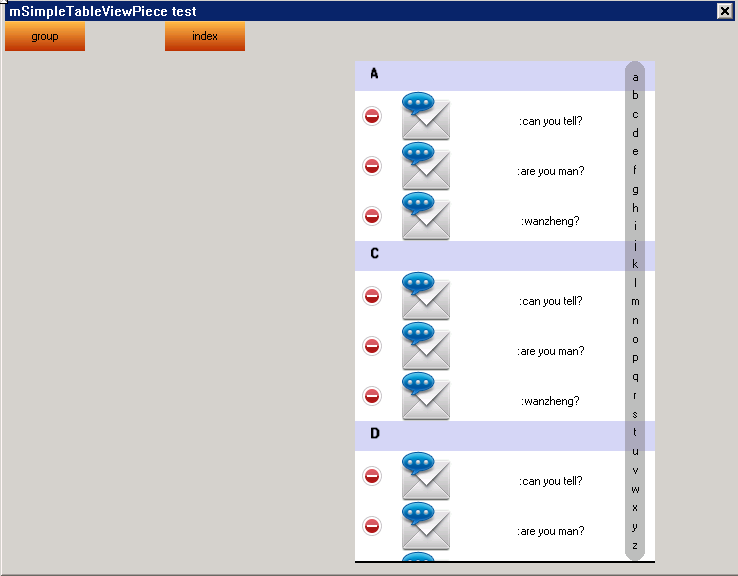 mSimpleTableViewPiece test
group
index
A
:can you tell?
:are you man?
:wanzheng?
C
:can you tell?
:are you man?
:wanzheng?
D
:can you tell?
:are you man?
a
b
c
d
e
f
g
h
i
j
k
l
m
n
o
p
q
r
s
t
u
v
w
x
y
z